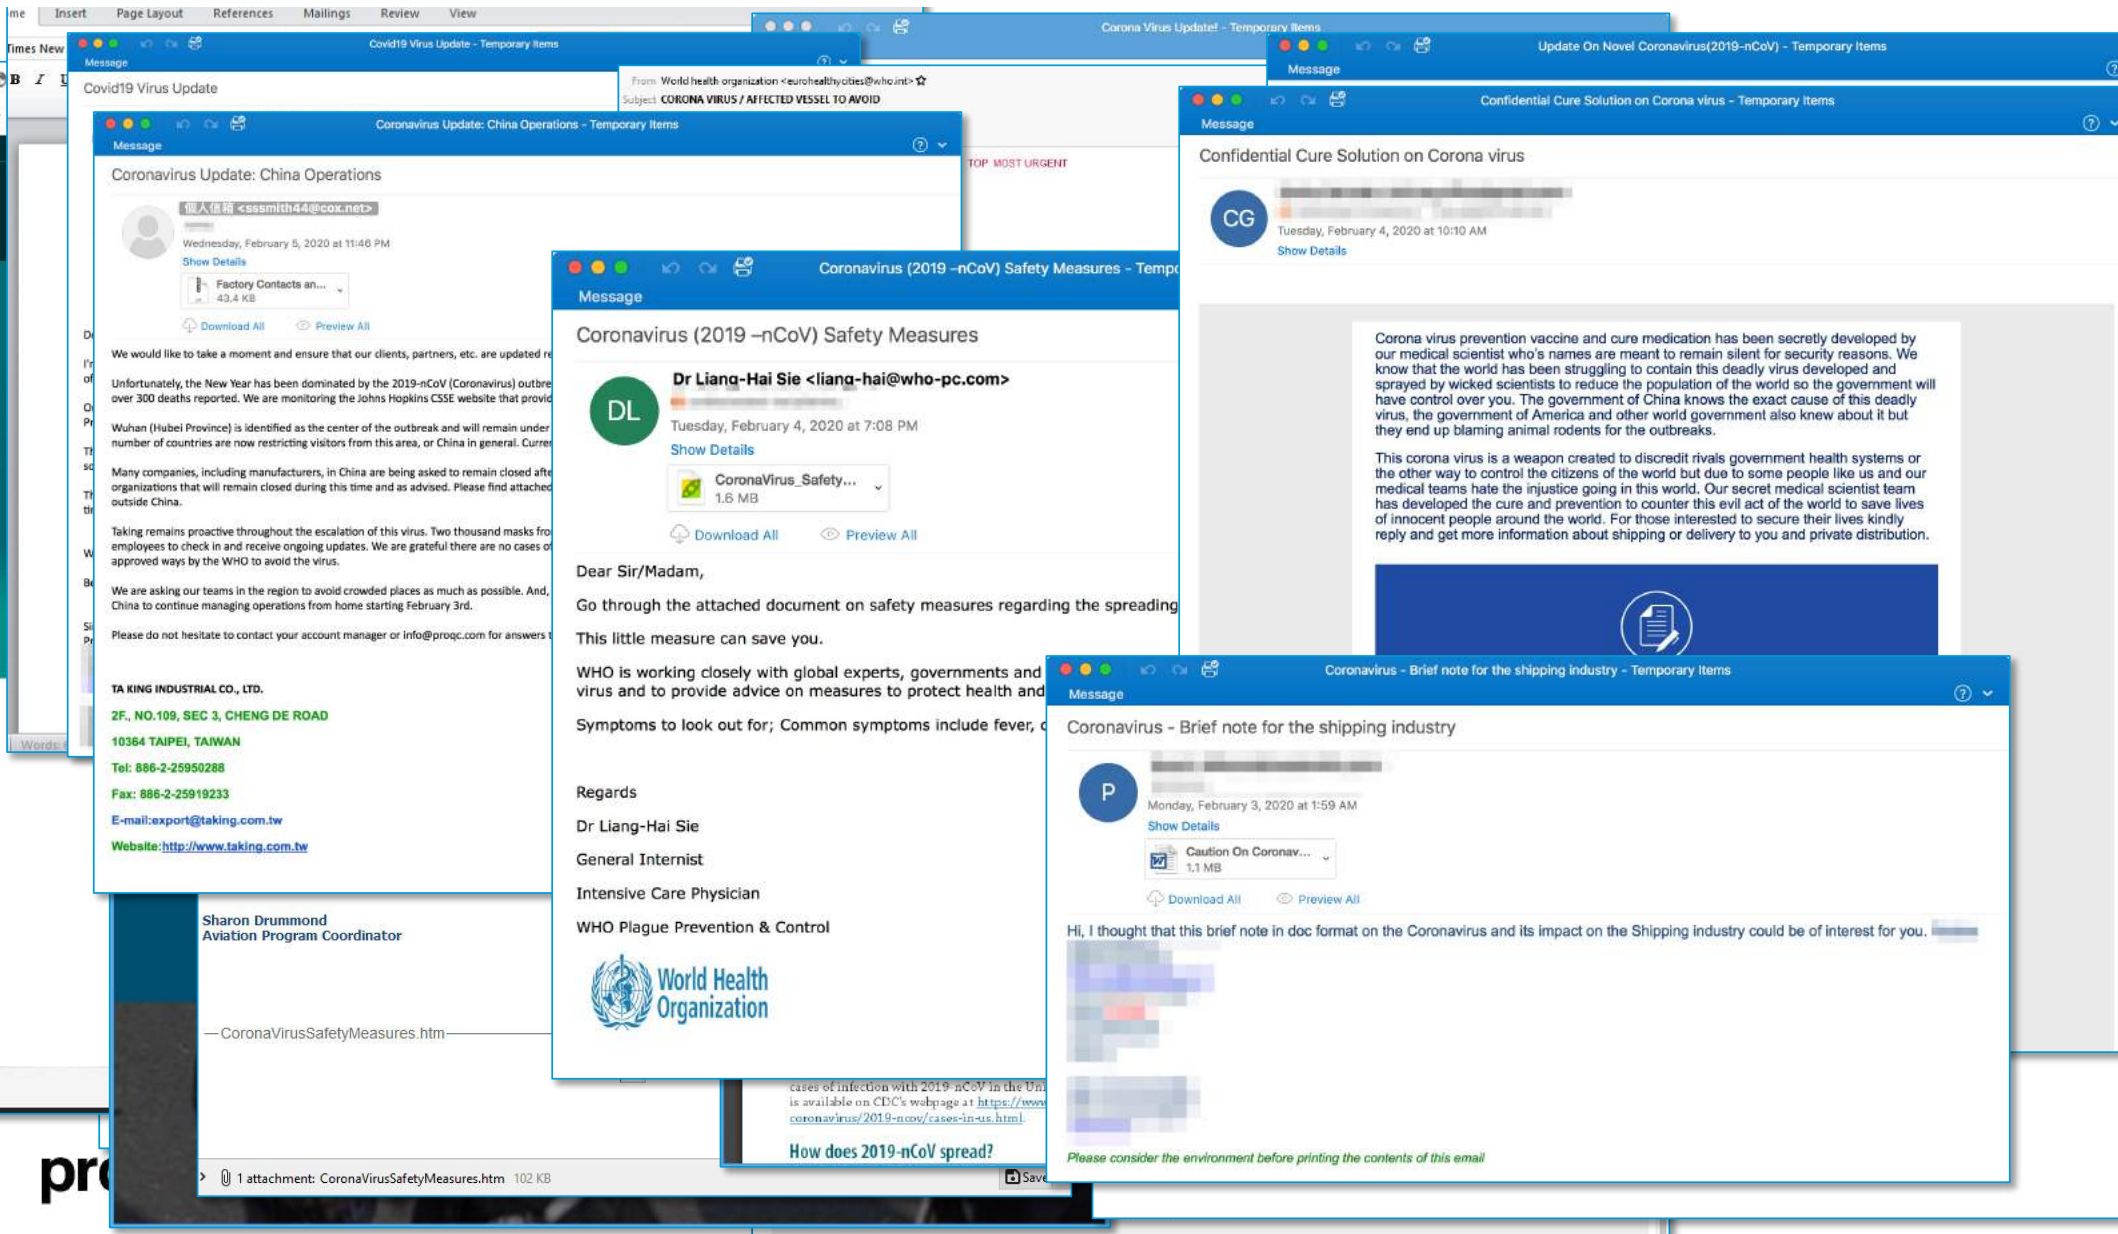 me Insert Page Layout References Mailings Review View
Times New
B I U
Covid19 Virus Update - Temporary Items
Message
Covid19 Virus Update
Corona Virus Update! - Temporary Items
From World health organization <eurohealthycities@who.int>
Subject CORONA VIRUS / AFFECTED VESSEL TO AVOID
TOP MOST URGENT
Update On Novel Coronavirus(2019-nCoV) - Temporary Items
Message
Coronavirus Update: China Operations - Temporary Items
Message
Coronavirus Update: China Operations
個人信箱 <sssmith44@cox.net>
Wednesday, February 5, 2020 at 11:46 PM
Show Details
Factory Contacts an...
43.4 KB
Download All Preview All
We would like to take a moment and ensure that our clients, partners, etc. are updated re
Unfortunately, the New Year has been dominated by the 2019-nCoV (Coronavirus) outbre
over 300 deaths reported. We are monitoring the Johns Hopkins CSSE website that provid
Wuhan (Hubei Province) is identified as the center of the outbreak and will remain under
number of countries are now restricting visitors from this area, or China in general. Curre
Many companies, including manufacturers, in China are being asked to remain closed afte
organizations that will remain closed during this time and as advised. Please find attached
outside China.
Taking remains proactive throughout the escalation of this virus. Two thousand masks fro
employees to check in and receive ongoing updates. We are grateful there are no cases of
approved ways by the WHO to avoid the virus.
We are asking our teams in the region to avoid crowded places as much as possible. And,
China to continue managing operations from home starting February 3rd.
Please do not hesitate to contact your account manager or info@proqc.com for answers t
TA KING INDUSTRIAL CO., LTD.
2F., NO.109, SEC 3, CHENG DE ROAD
10364 TAIPEI, TAIWAN
Tel: 886-2-25950288
Fax: 886-2-25919233
E-mail:export@taking.com.tw
Website:http://www.taking.com.tw
Coronavirus (2019 –nCoV) Safety Measures - Tempo
Message
Coronavirus (2019 –nCoV) Safety Measures
DL
Dr Liang-Hai Sie <liang-hai@who-pc.com>
Tuesday, February 4, 2020 at 7:08 PM
Show Details
CoronaVirus_Safety...
1.6 MB
Download All Preview All
Dear Sir/Madam,
Go through the attached document on safety measures regarding the spreading
This little measure can save you.
WHO is working closely with global experts, governments and
virus and to provide advice on measures to protect health and
Symptoms to look out for; Common symptoms include fever, c
Regards
Dr Liang-Hai Sie
General Internist
Intensive Care Physician
WHO Plague Prevention & Control
World Health
Organization
Confidential Cure Solution on Corona virus - Temporary Items
Message
Confidential Cure Solution on Corona virus
CG
Tuesday, February 4, 2020 at 10:10 AM
Show Details
Corona virus prevention vaccine and cure medication has been secretly developed by
our medical scientist who's names are meant to remain silent for security reasons. We
know that the world has been struggling to contain this deadly virus developed and
sprayed by wicked scientists to reduce the population of the world so the government will
have control over you. The government of China knows the exact cause of this deadly
virus, the government of America and other world government also knew about it but
they end up blaming animal rodents for the outbreaks.
This corona virus is a weapon created to discredit rivals government health systems or
the other way to control the citizens of the world but due to some people like us and our
medical teams hate the injustice going in this world. Our secret medical scientist team
has developed the cure and prevention to counter this evil act of the world to save lives
of innocent people around the world. For those interested to secure their lives kindly
reply and get more information about shipping or delivery to you and private distribution.
Coronavirus - Brief note for the shipping industry - Temporary Items
Message
Coronavirus - Brief note for the shipping industry
P
Monday, February 3, 2020 at 1:59 AM
Show Details
Caution On Coronav...
1.1 MB
Download All Preview All
Hi, I thought that this brief note in doc format on the Coronavirus and its impact on the Shipping industry could be of interest for you.
Please consider the environment before printing the contents of this email
Words:
Sharon Drummond
Aviation Program Coordinator
CoronaVirusSafetyMeasures.htm
cases of infection with 2019-nCoV in the Uni
is available on CDC's webpage at https://www
coronavirus/2019-ncov/cases-in-us.html.
How does 2019-nCoV spread?
1 attachment: CoronaVirusSafetyMeasures.htm 102 KB
Save
pro